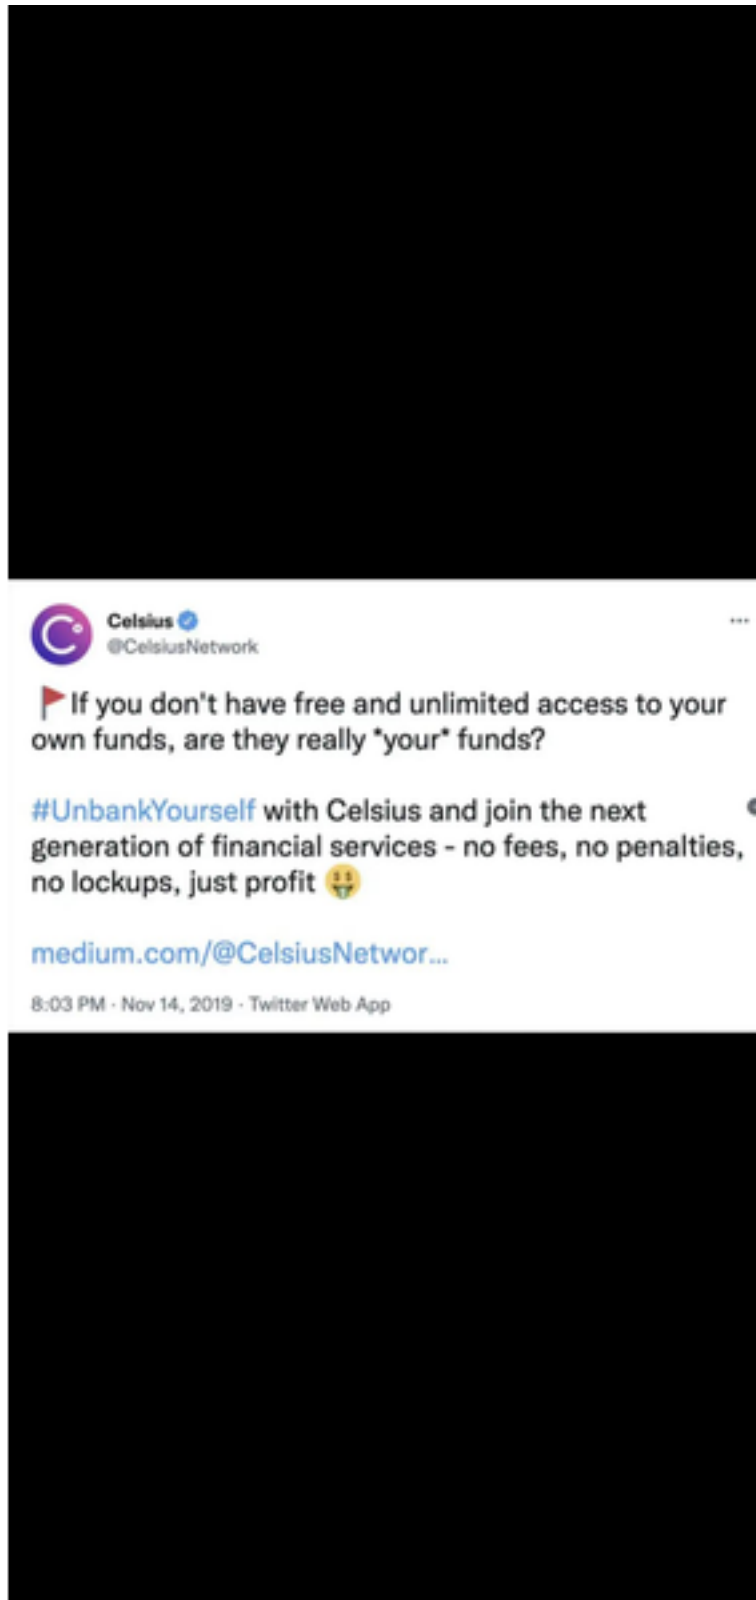 Celsius
@CelsiusNetwork
🚩If you don't have free and unlimited access to your
own funds, are they really *your* funds?
#UnbankYourself with Celsius and join the next
generation of financial services - no fees, no penalties,
no lockups, just profit 🤑
medium.com/@CelsiusNetwor...
8:03 PM · Nov 14, 2019 · Twitter Web App